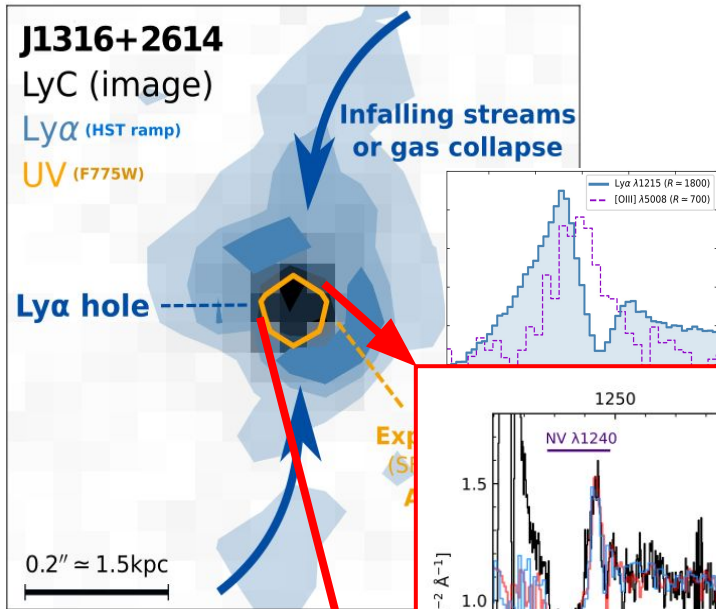 J1316+2614
LyC (image)
Lyα (HST ramp)
UV (F775W)
Infalling streams
or gas collapse
Lyα λ1215 (R = 1800)
[OIII] λ5008 (R = 700)
Lyα hole
1250
NV λ1240
1.5
1.0
0.2″ ≃ 1.5kpc